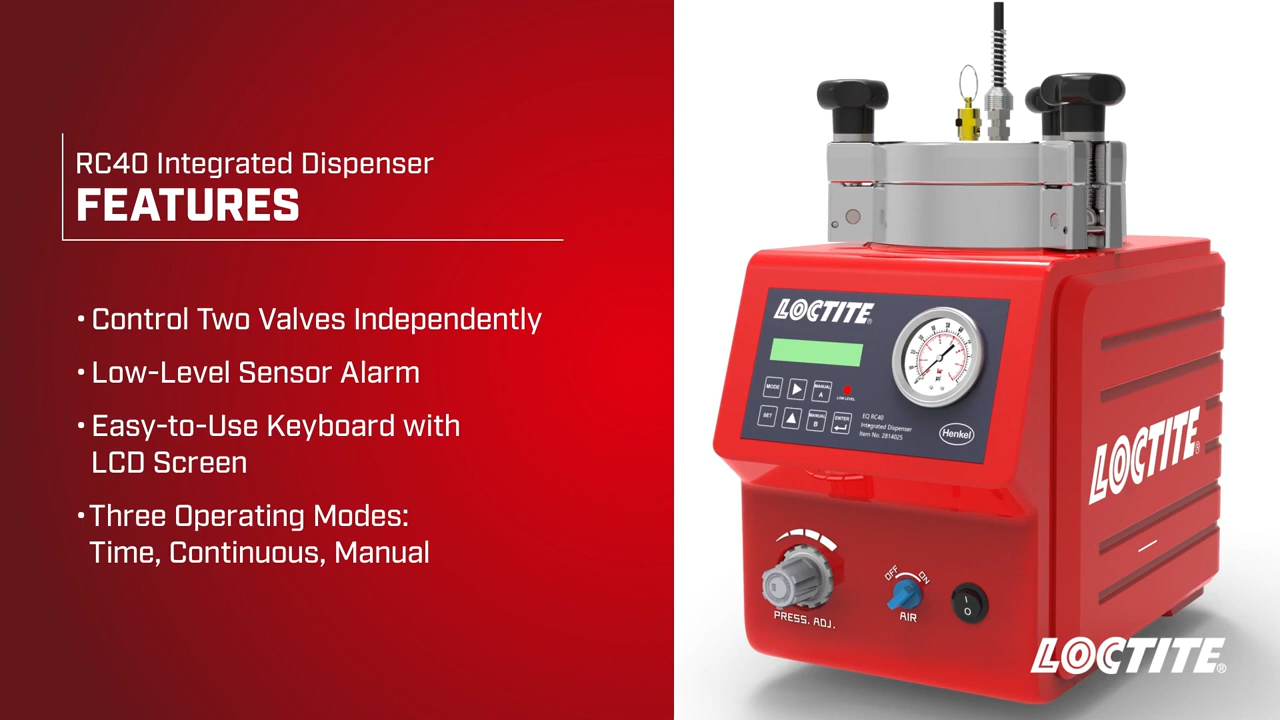 RC40 Integrated Dispenser
FEATURES
• Control Two Valves Independently
• Low-Level Sensor Alarm
• Easy-to-Use Keyboard with
LCD Screen
• Three Operating Modes:
Time, Continuous, Manual
LOCTITE®
MODE
MANUAL
A
LOW LEVEL
SET
MANUAL
B
ENTER
EQ RC40
Integrated Dispenser
Item No. 2814025
Henkel
PRESS. ADJ.
OFF ON
AIR
I
O
LOCTITE®
LOCTITE®